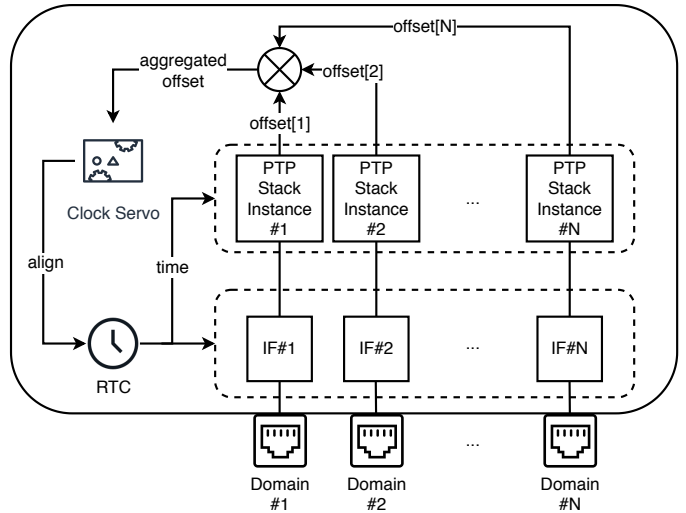 offset[N]
aggregated
offset
offset[2]
offset[1]
PTP
Stack
Instance
#1
PTP
Stack
Instance
#2
...
PTP
Stack
Instance
#N
Clock Servo
align
time
RTC
IF#1
IF#2
...
IF#N
...
Domain
#1
Domain
#2
Domain
#N